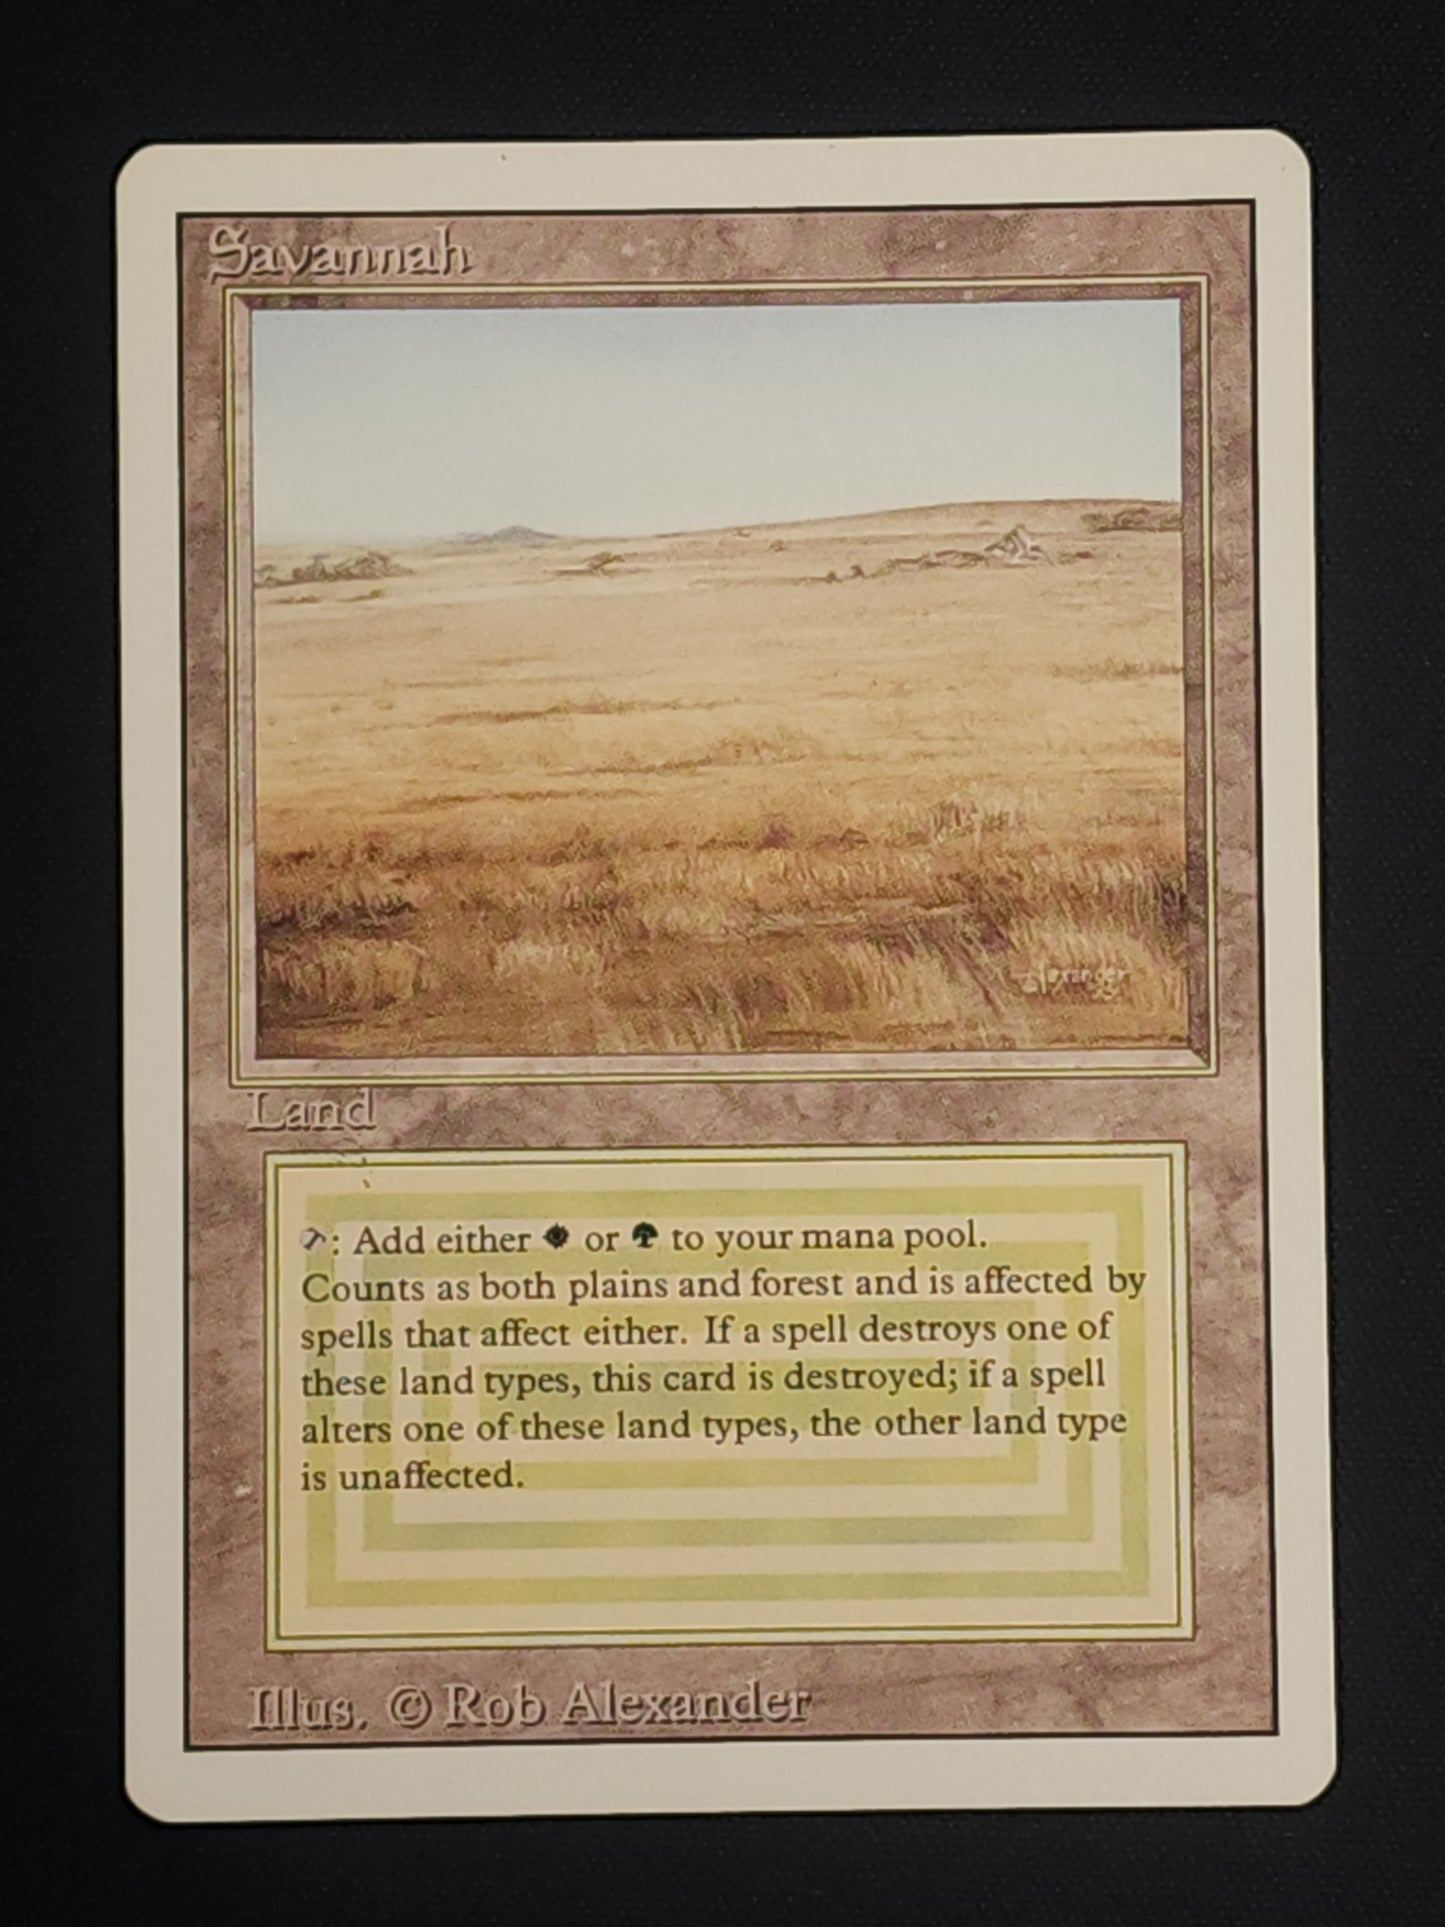 Savannah
Alexander
Land
: Add either or to your mana pool.
Counts as both plains and forest and is affected by
spells that affect either. If a spell destroys one of
these land types, this card is destroyed; if a spell
alters one of these land types, the other land type
is unaffected.
Illus. © Rob Alexander